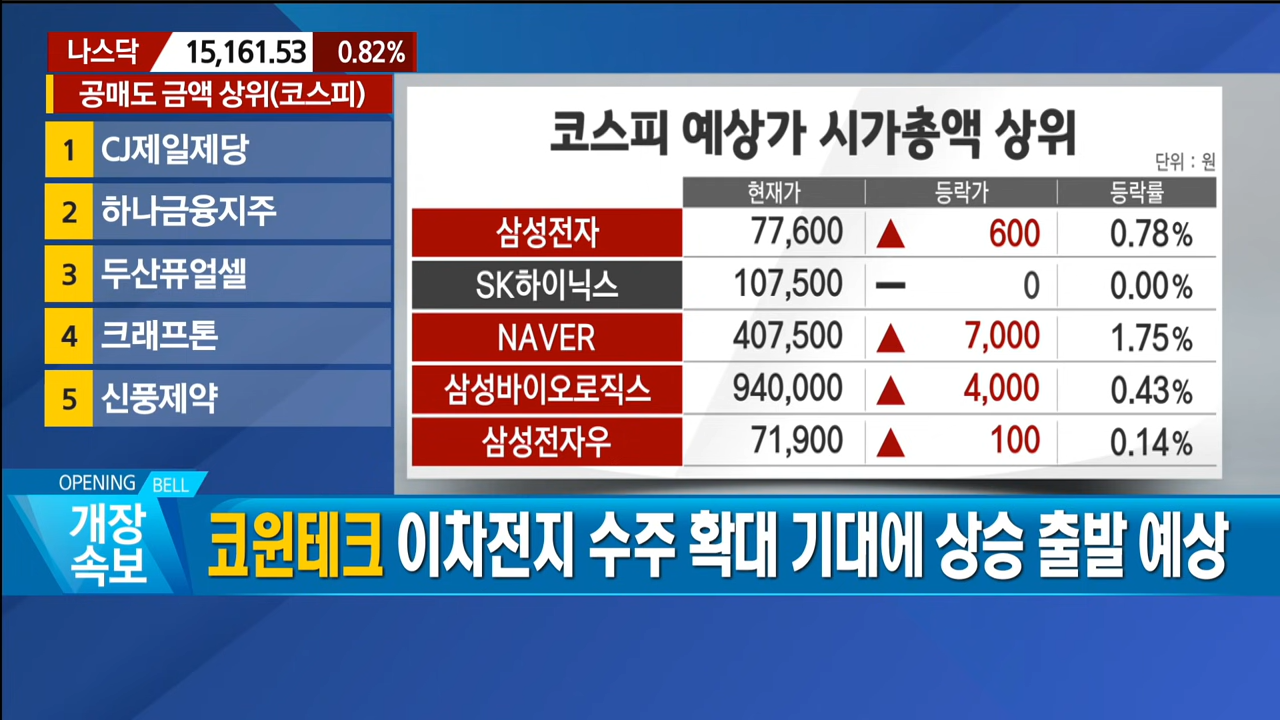 나스닥 15,161.53 0.82%
공매도 금액 상위(코스피)
1 CJ제일제당
2 하나금융지주
3 두산퓨얼셀
4 크래프톤
5 신풍제약
코스피 예상가 시가총액 상위
단위 : 원
현재가 등락가 등락률
삼성전자 77,600 ▲ 600 0.78%
SK하이닉스 107,500 ― 0 0.00%
NAVER 407,500 ▲ 7,000 1.75%
삼성바이오로직스 940,000 ▲ 4,000 0.43%
삼성전자우 71,900 ▲ 100 0.14%
OPENING BELL
개장
속보
코윈테크 이차전지 수주 확대 기대에 상승 출발 예상